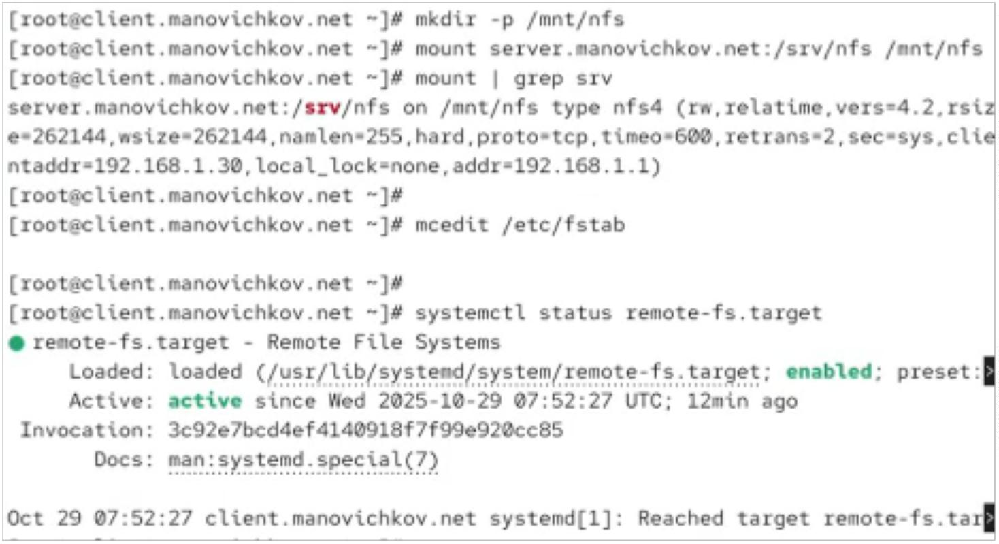 [root@client.manovichkov.net ~]# mkdir -p /mnt/nfs
[root@client.manovichkov.net ~]# mount server.manovichkov.net:/srv/nfs /mnt/nfs
[root@client.manovichkov.net ~]# mount | grep srv
server.manovichkov.net:/srv/nfs on /mnt/nfs type nfs4 (rw,relatime,vers=4.2,rsiz
e=262144,wsize=262144,namlen=255,hard,proto=tcp,timeo=600,retrans=2,sec=sys,clie
ntaddr=192.168.1.30,local_lock=none,addr=192.168.1.1)
[root@client.manovichkov.net ~]#
[root@client.manovichkov.net ~]# mcedit /etc/fstab
[root@client.manovichkov.net ~]#
[root@client.manovichkov.net ~]# systemctl status remote-fs.target
● remote-fs.target - Remote File Systems
Loaded: loaded (/usr/lib/systemd/system/remote-fs.target; enabled; preset:>
Active: active since Wed 2025-10-29 07:52:27 UTC; 12min ago
Invocation: 3c92e7bcd4ef4140918f7f99e920cc85
Docs: man:systemd.special(7)
Oct 29 07:52:27 client.manovichkov.net systemd[1]: Reached target remote-fs.tar>